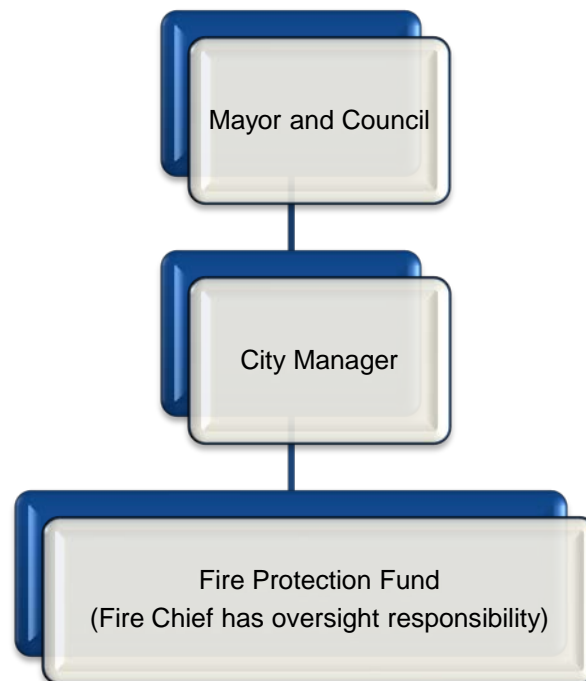 Mayor and Council
City Manager
Fire Protection Fund
(Fire Chief has oversight responsibility)